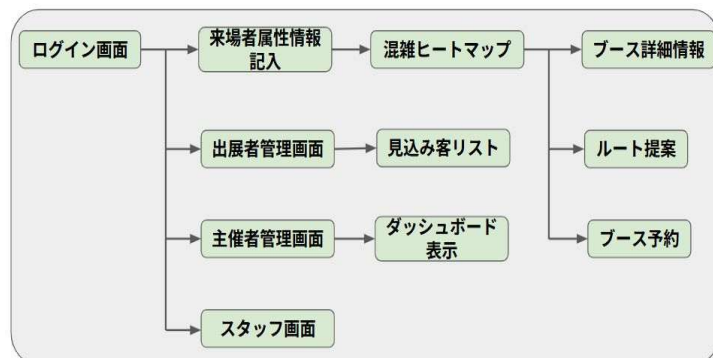 ログイン画面
来場者属性情報
記入
混雑ヒートマップ
ブース詳細情報
出展者管理画面
見込み客リスト
ルート提案
主催者管理画面
ダッシュボード
表示
ブース予約
スタッフ画面